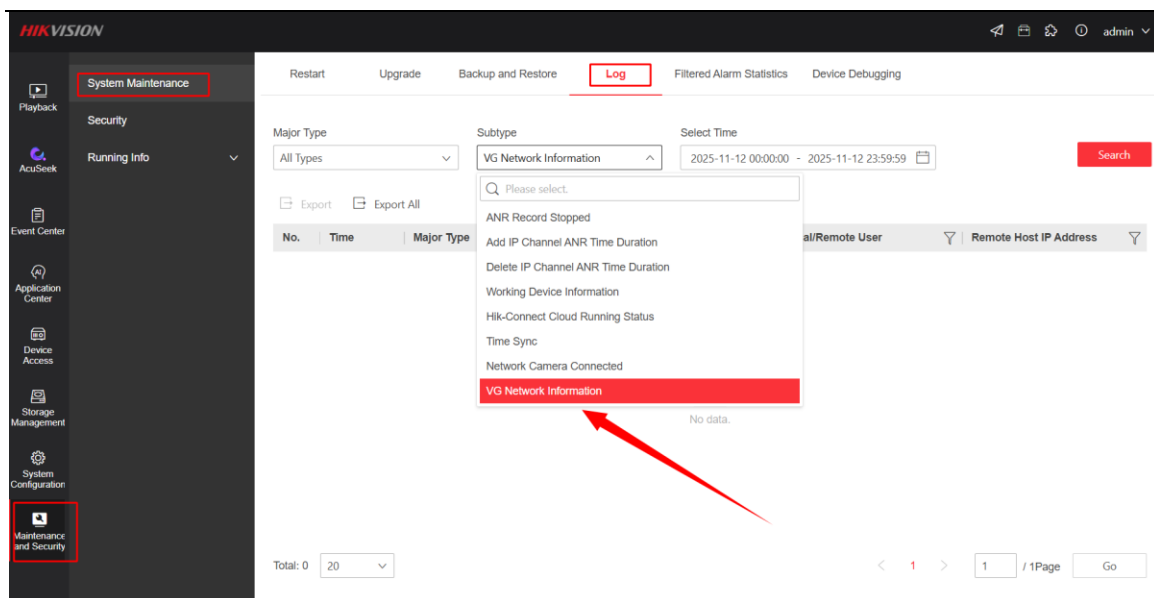 HIKVISION
admin
Playback
AcuSeek
Event Center
Application
Center
Device
Access
Storage
Management
System
Configuration
Maintenance
and Security
System Maintenance
Security
Running Info
Restart Upgrade Backup and Restore Log Filtered Alarm Statistics Device Debugging
Major Type Subtype Select Time
All Types VG Network Information 2025-11-12 00:00:00 - 2025-11-12 23:59:59 Search
Please select.
Export Export All
ANR Record Stopped
No. Time Major Type al/Remote User Remote Host IP Address
Add IP Channel ANR Time Duration
Delete IP Channel ANR Time Duration
Working Device Information
Hik-Connect Cloud Running Status
Time Sync
Network Camera Connected
VG Network Information
No data.
Total: 0 20 < 1 > 1 / 1Page Go